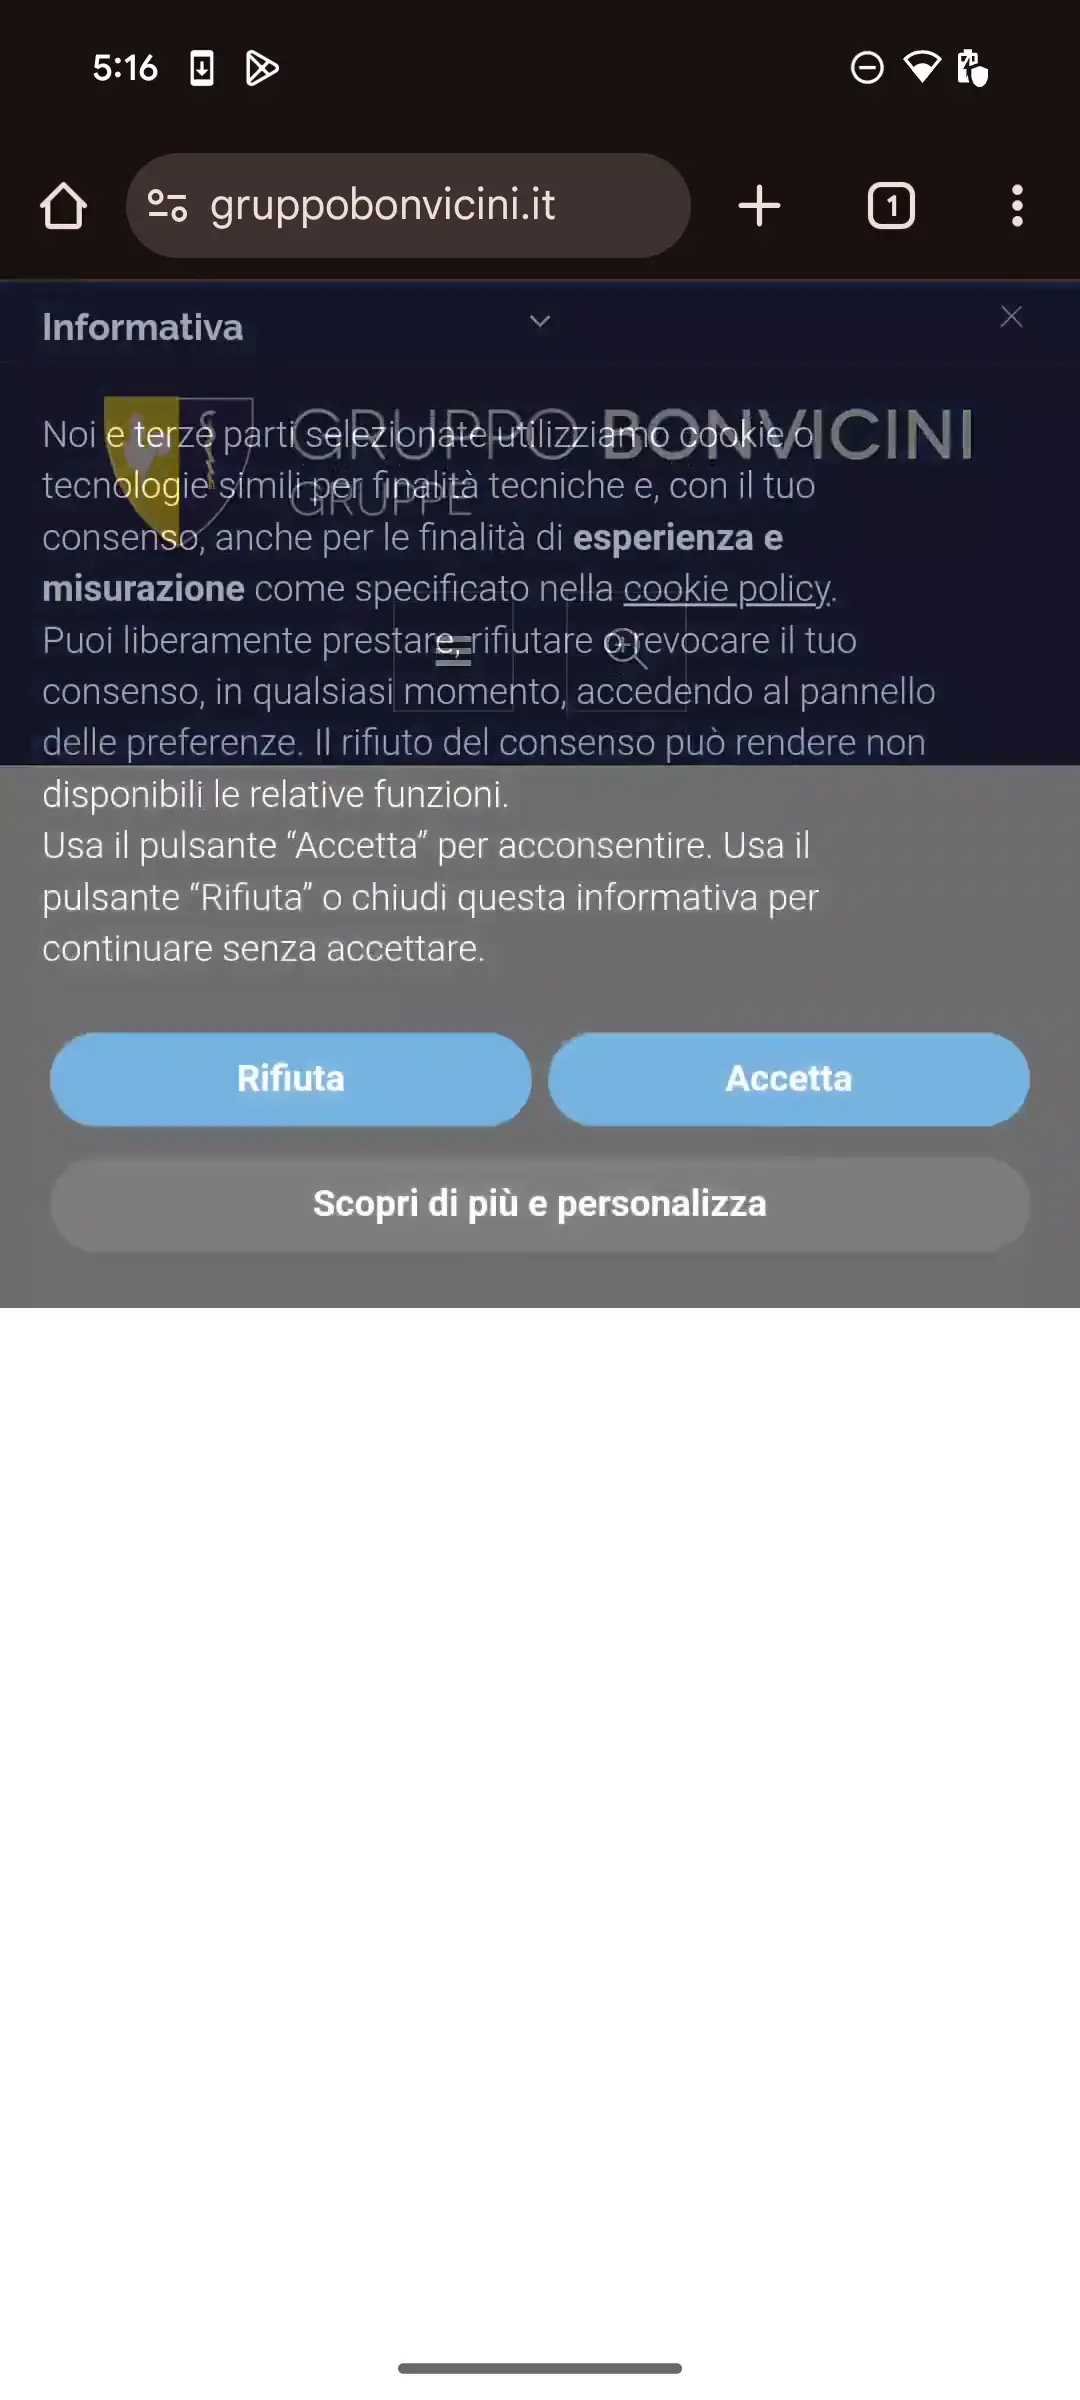 5:16
gruppobonvicini.it
1
Informativa
GRUPPO BONVICINI
GRUPPE
Noi e terze parti selezionate utilizziamo cookie o
tecnologie simili per finalità tecniche e, con il tuo
consenso, anche per le finalità di esperienza e
misurazione come specificato nella cookie policy.
Puoi liberamente prestare, rifiutare o revocare il tuo
consenso, in qualsiasi momento, accedendo al pannello
delle preferenze. Il rifiuto del consenso può rendere non
disponibili le relative funzioni.
Usa il pulsante “Accetta” per acconsentire. Usa il
pulsante “Rifiuta” o chiudi questa informativa per
continuare senza accettare.
Rifiuta
Accetta
Scopri di più e personalizza